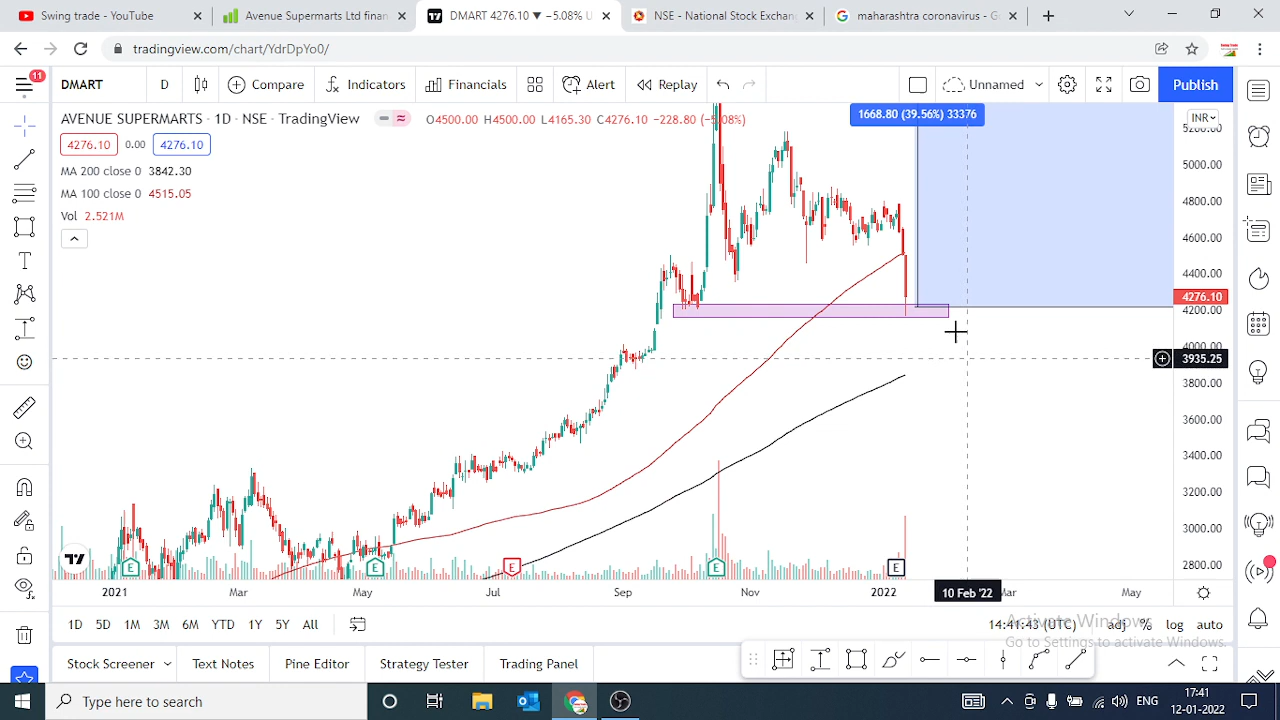 Swing trade - YouTube
Avenue Supermarts Ltd finan
DMART 4276.10 ▼ −5.08% U
NSE - National Stock Exchan
maharashtra coronavirus - G
tradingview.com/chart/YdrDpYo0/
11
DMART
D
Compare
Indicators
Financials
Alert
Replay
Unnamed
Publish
AVENUE SUPERMARTS · 1D · NSE · TradingView
O4500.00 H4500.00 L4165.30 C4276.10 −228.80 (−5.08%)
1668.80 (39.56%) 33376
INR
4276.10
0.00
4276.10
MA 200 close 0 3842.30
MA 100 close 0 4515.05
Vol 2.521M
5200.00
5000.00
4800.00
4600.00
4400.00
4276.10
4200.00
4000.00
3935.25
3800.00
3600.00
3400.00
3200.00
3000.00
2800.00
E
E
E
E
E
2021
Mar
May
Jul
Sep
Nov
2022
10 Feb '22
Mar
May
1D
5D
1M
3M
6M
YTD
1Y
5Y
All
14:41:43 (UTC)
adj
%
log
auto
Activate Windows
Go to Settings to activate Windows.
Stock Screener
Text Notes
Pine Editor
Strategy Tester
Trading Panel
Type here to search
ENG
17:41
12-01-2022